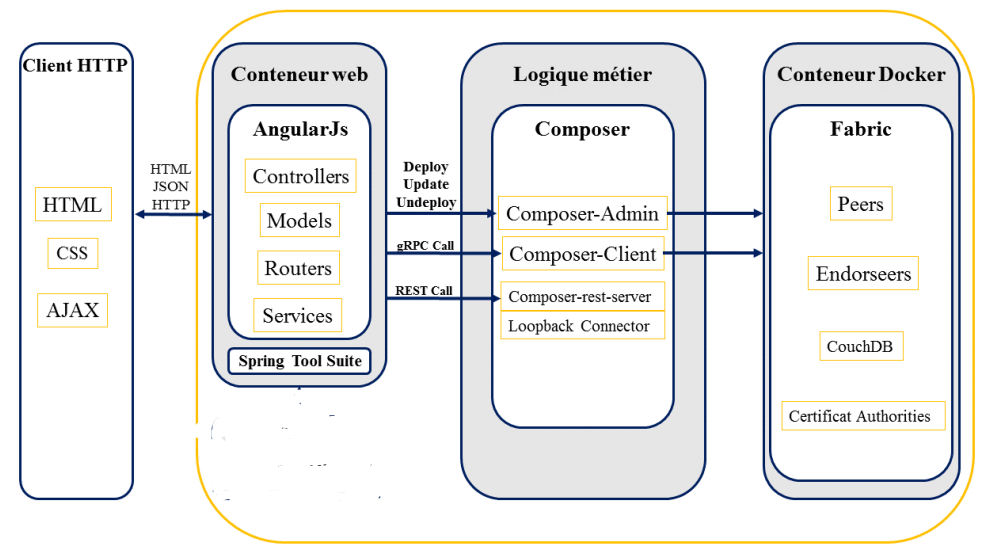 Client HTTP
HTML
CSS
AJAX
HTML
JSON
HTTP
Conteneur web
AngularJs
Controllers
Models
Routers
Services
Spring Tool Suite
Deploy
Update
Undeploy
gRPC Call
REST Call
Logique métier
Composer
Composer-Admin
Composer-Client
Composer-rest-server
Loopback Connector
Conteneur Docker
Fabric
Peers
Endorseers
CouchDB
Certificat Authorities